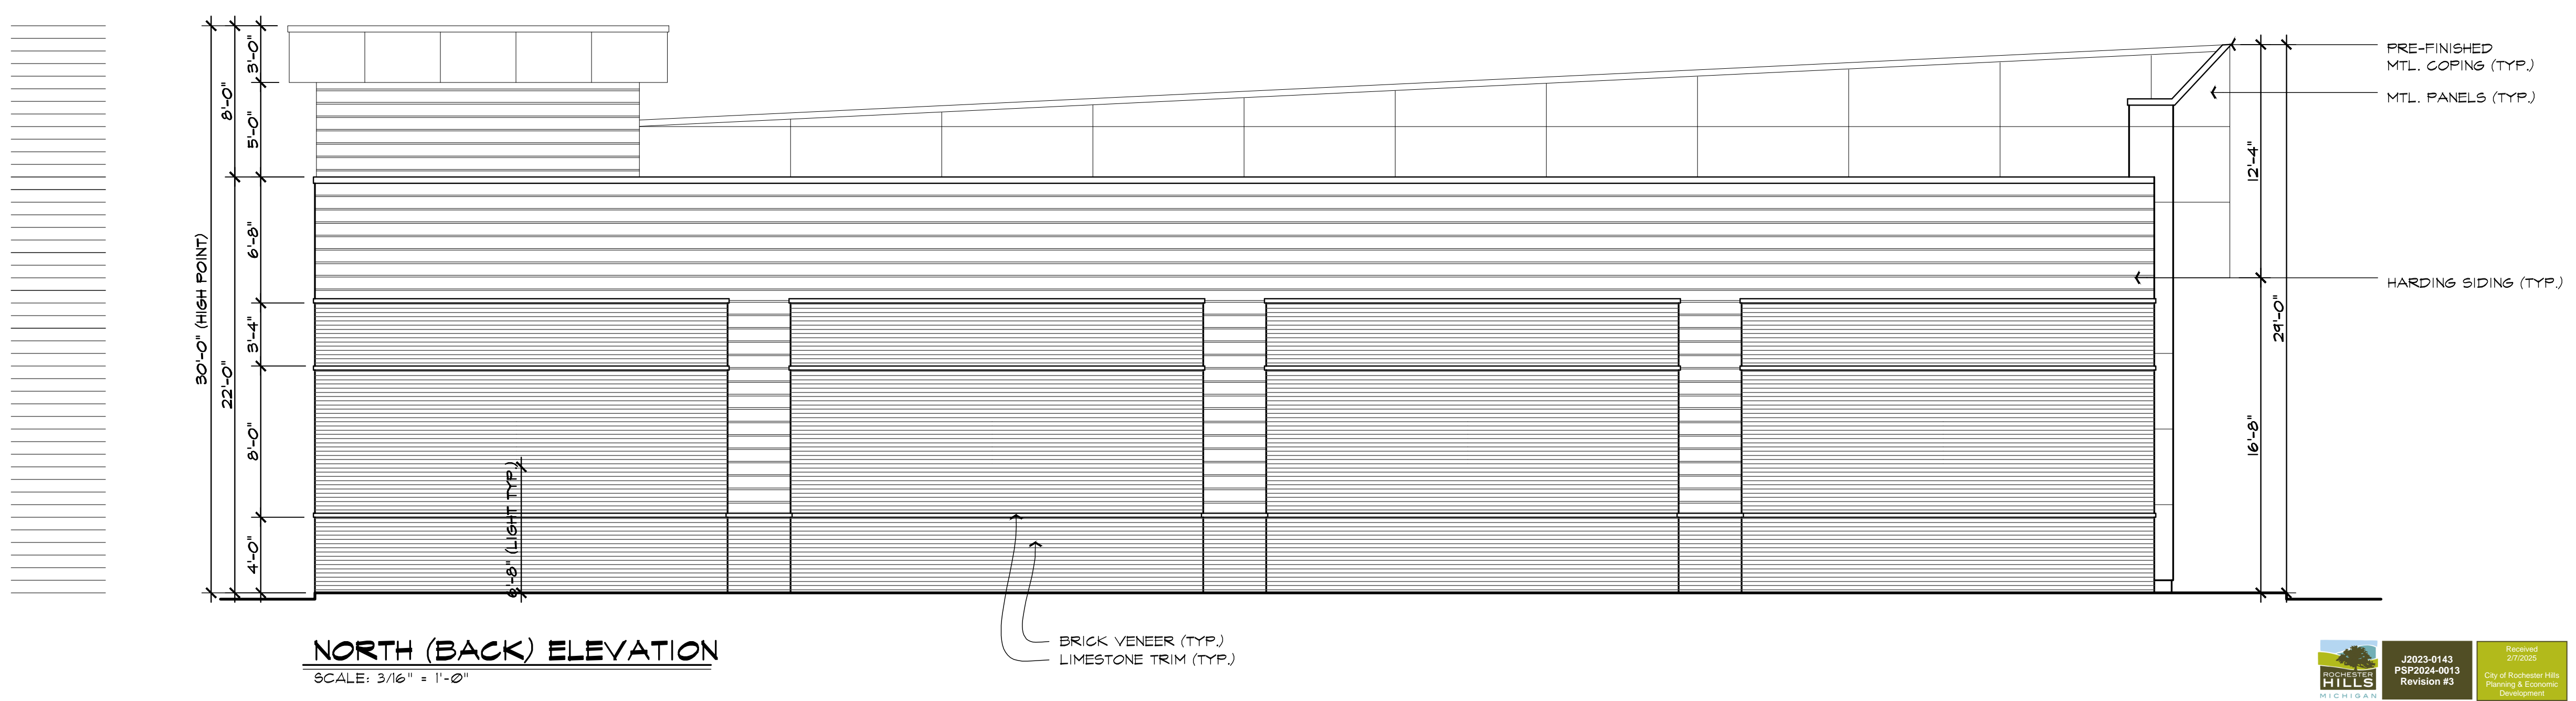 3'-0"
8'-0"
5'-0"
6'-8"
30'-0" (HIGH POINT)
3'-4"
22'-0"
8'-0"
4'-0"
6'-8" (LIGHT TYP.)
PRE-FINISHED
MTL. COPING (TYP.)
MTL. PANELS (TYP.)
12'-4"
HARDING SIDING (TYP.)
29'-0"
16'-8"
BRICK VENEER (TYP.)
LIMESTONE TRIM (TYP.)
NORTH (BACK) ELEVATION
SCALE: 3/16" = 1'-0"
ROCHESTER
HILLS
MICHIGAN
J2023-0143
PSP2024-0013
Revision #3
Received
2/7/2025
City of Rochester Hills
Planning & Economic
Development